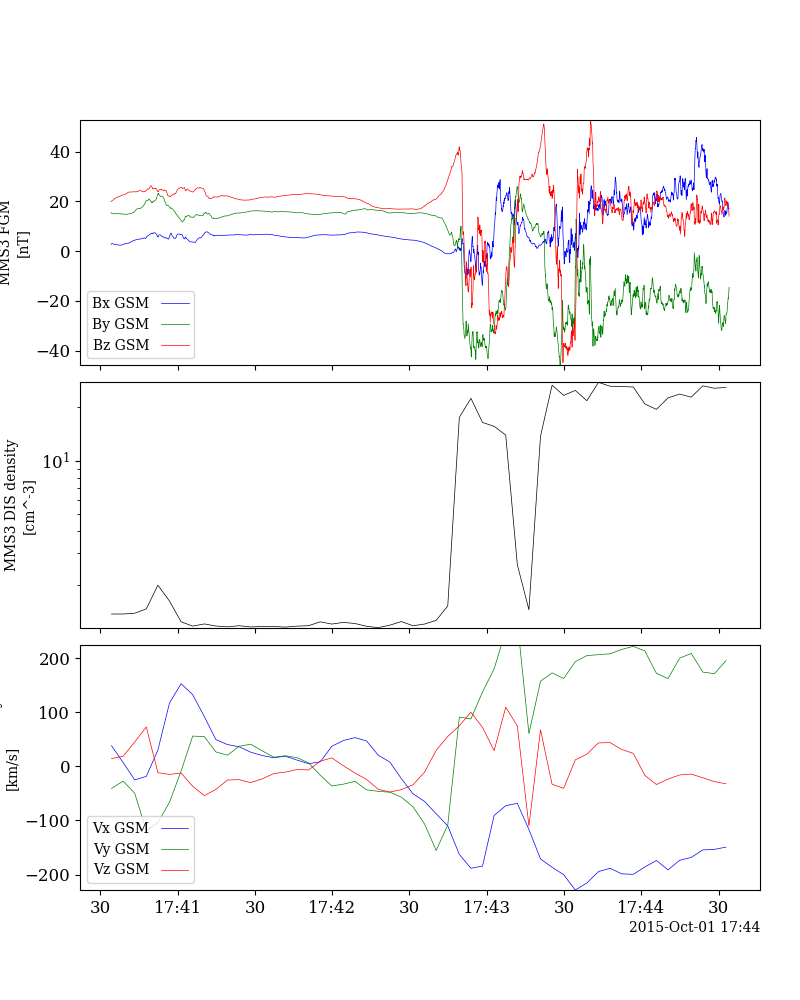 MMS3 FGM
[nT]
40
20
0
−20
−40
Bx GSM
By GSM
Bz GSM
MMS3 DIS density
[cm^-3]
10^1
[km/s]
200
100
0
−100
−200
Vx GSM
Vy GSM
Vz GSM
30 17:41 30 17:42 30 17:43 30 17:44 30
2015-Oct-01 17:44